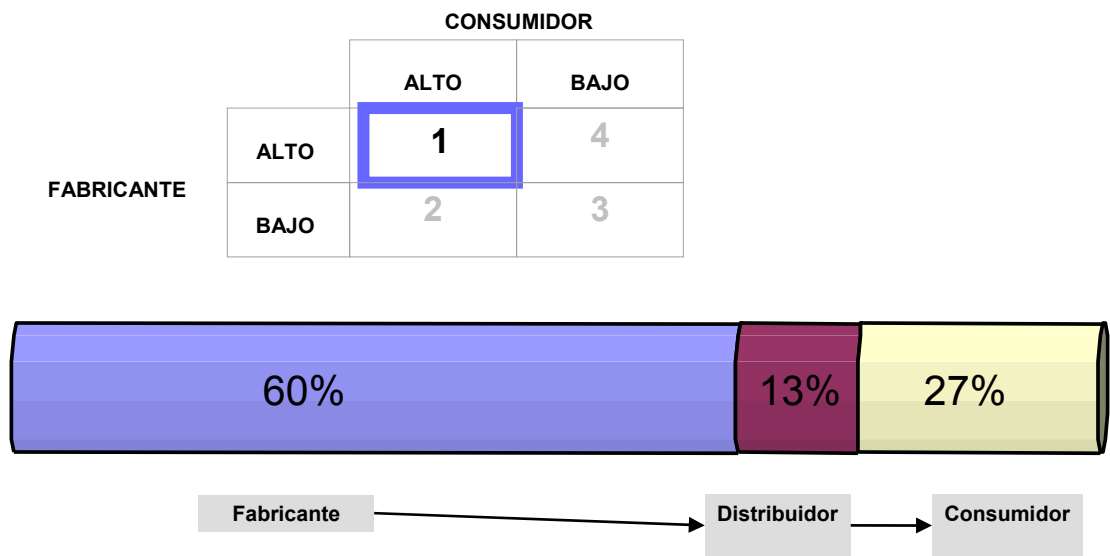 CONSUMIDOR
ALTO BAJO
ALTO 1 4
FABRICANTE
BAJO 2 3
60% 13% 27%
Fabricante Distribuidor Consumidor